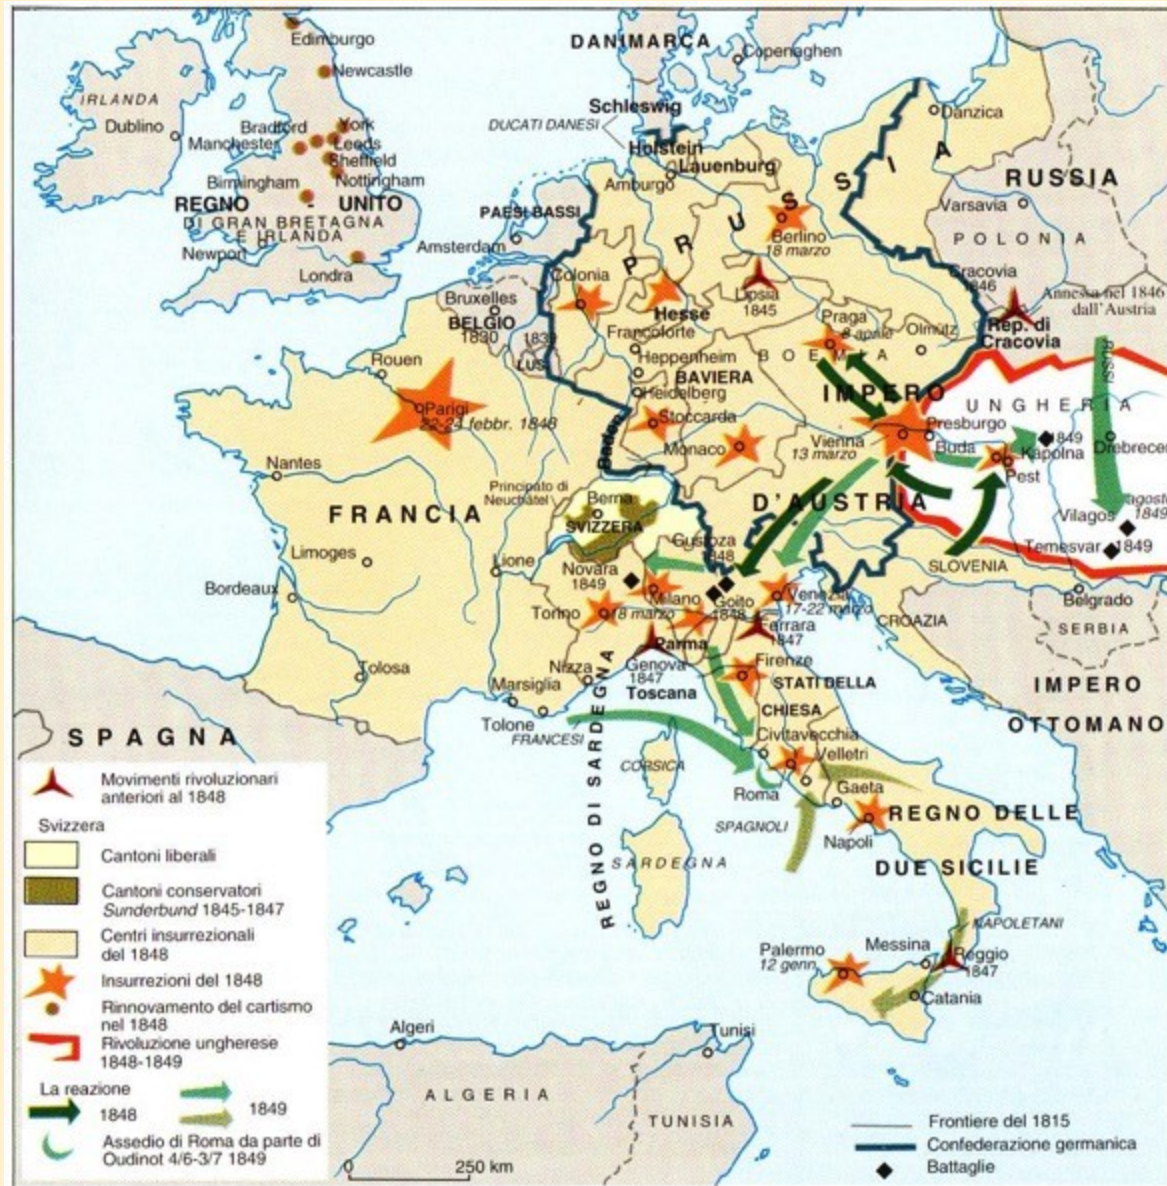 Edimburgo
Newcastle
IRLANDA
Dublino
Bradford
York
Manchester
Leeds
Sheffield
Birmingham
Nottingham
REGNO - UNITO
DI GRAN BRETAGNA
E IRLANDA
Newport
Londra
DANIMARCA
Copenaghen
Schleswig
DUCATI DANESI
Holstein
Lauenburg
Amburgo
Danzica
PRUSSIA
RUSSIA
Varsavia
POLONIA
PAESI BASSI
Amsterdam
Berlino
18 marzo
Colonia
Lipsia
1845
Cracovia
1846
Annessa nel 1846
dall'Austria
Rep. di
Cracovia
Bruxelles
BELGIO
1830
1839
LUS.
Hesse
Francoforte
Praga
8 aprile
Olmütz
BOEMIA
Heppenheim
BAVIERA
Heidelberg
Rouen
Parigi
22-24 febbr. 1848
Baden
Stoccarda
Monaco
IMPERO
D'AUSTRIA
Vienna
13 marzo
Presburgo
Buda
Pest
UNGHERIA
RUSSI
1849
Kapolna
Drebrecen
Vilagos
agosto
1849
Temesvar
1849
Nantes
FRANCIA
Principato di
Neuchâtel
Berna
SVIZZERA
Limoges
Lione
Bordeaux
Novara
1849
Custoza
1848
SLOVENIA
Torino
Milano
18 marzo
Goito
1848
Venezia
17-22 marzo
CROAZIA
Belgrado
SERBIA
Parma
Ferrara
1847
Tolosa
Nizza
Genova
1847
Marsiglia
Toscana
Firenze
STATI DELLA
CHIESA
IMPERO
OTTOMANO
Tolone
FRANCESI
SPAGNA
CORSICA
Civitavecchia
Velletri
Roma
Gaeta
SPAGNOLI
Napoli
REGNO DELLE
DUE SICILIE
REGNO DI SARDEGNA
SARDEGNA
NAPOLETANI
Palermo
12 genn.
Messina
Reggio
1847
Catania
Algeri
Tunisi
ALGERIA
TUNISIA
Movimenti rivoluzionari
anteriori al 1848
Svizzera
Cantoni liberali
Cantoni conservatori
Sunderbund 1845-1847
Centri insurrezionali
del 1848
Insurrezioni del 1848
Rinnovamento del cartismo
nel 1848
Rivoluzione ungherese
1848-1849
La reazione
1848
1849
Assedio di Roma da parte di
Oudinot 4/6-3/7 1849
0 250 km
Frontiere del 1815
Confederazione germanica
Battaglie